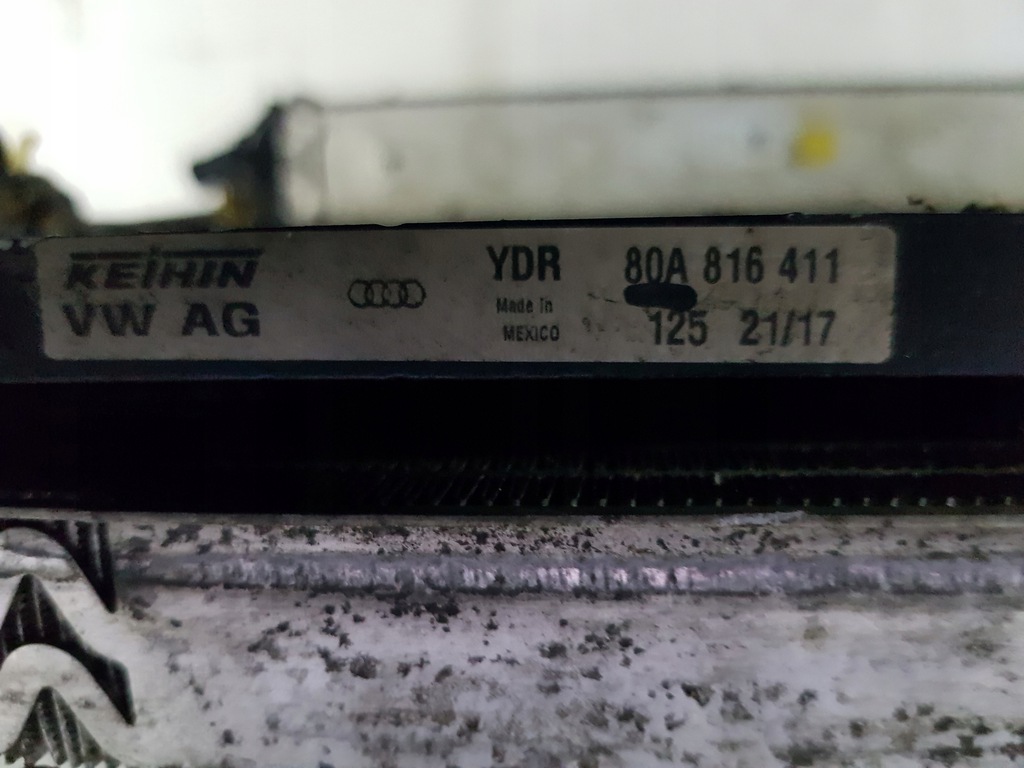 KEIHIN
VW AG
YDR
Made in
MEXICO
80A 816 411
125 21/17